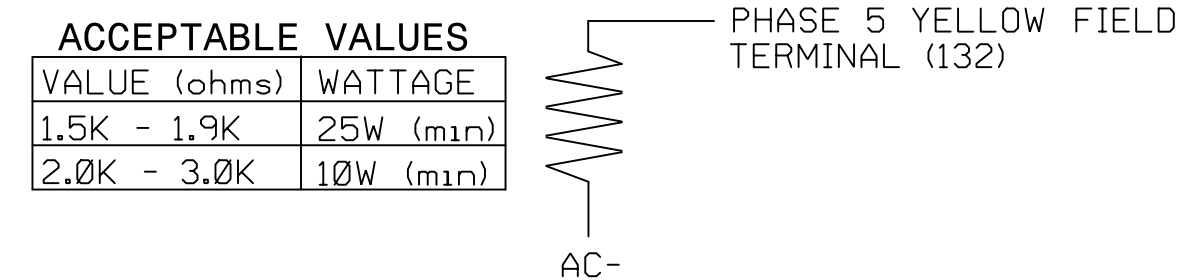 ACCEPTABLE VALUES
VALUE (ohms) WATTAGE
1.5K - 1.9K 25W (min)
2.0K - 3.0K 10W (min)
PHASE 5 YELLOW FIELD
TERMINAL (132)
AC-